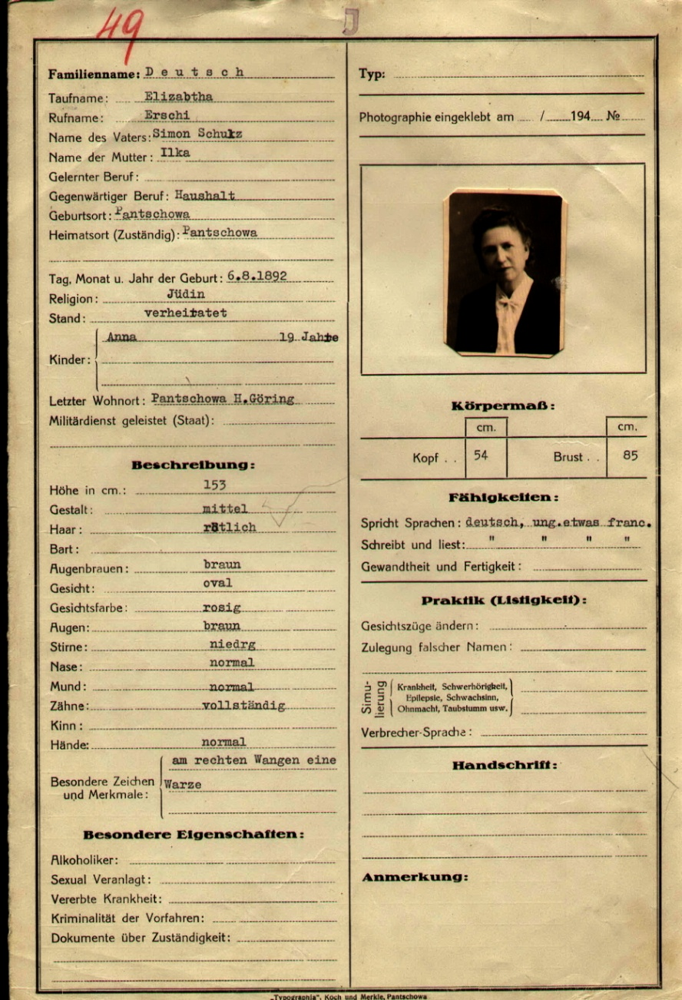 49
J
Familienname: Deutsch
Taufname: Elizabtha
Rufname: Erschi
Name des Vaters: Simon Schulz
Name der Mutter: Ilka
Gelernter Beruf:
Gegenwärtiger Beruf: Haushalt
Geburtsort: Pantschowa
Heimatsort (Zuständig): Pantschowa
Tag, Monat u. Jahr der Geburt: 6.8.1892
Religion: Jüdin
Stand: verheitatet
Kinder: Anna 19 Jahre
Letzter Wohnort: Pantschowa H.Göring
Militärdienst geleistet (Staat):
Beschreibung:
Höhe in cm.: 153
Gestalt: mittel
Haar: rötlich
Bart:
Augenbrauen: braun
Gesicht: oval
Gesichtsfarbe: rosig
Augen: braun
Stirne: niedrg
Nase: normal
Mund: normal
Zähne: vollständig
Kinn:
Hände: normal
Besondere Zeichen und Merkmale: am rechten Wangen eine
Warze
Besondere Eigenschaften:
Alkoholiker:
Sexual Veranlagt:
Vererbte Krankheit:
Kriminalität der Vorfahren:
Dokumente über Zuständigkeit:
Typ:
Photographie eingeklebt am / 194 №
Körpermaß:
cm. cm.
Kopf . . 54 Brust . . 85
Fähigkeiten:
Spricht Sprachen: deutsch, ung.etwas franc.
Schreibt und liest: " " " "
Gewandtheit und Fertigkeit:
Praktik (Listigkeit):
Gesichtszüge ändern:
Zulegung falscher Namen:
Simu-
lierung
Krankheit, Schwerhörigkeit,
Epilepsie, Schwachsinn,
Ohnmacht, Taubstumm usw.
Verbrecher-Sprache:
Handschrift:
Anmerkung:
„Typographia", Koch und Merkle, Pantschowa